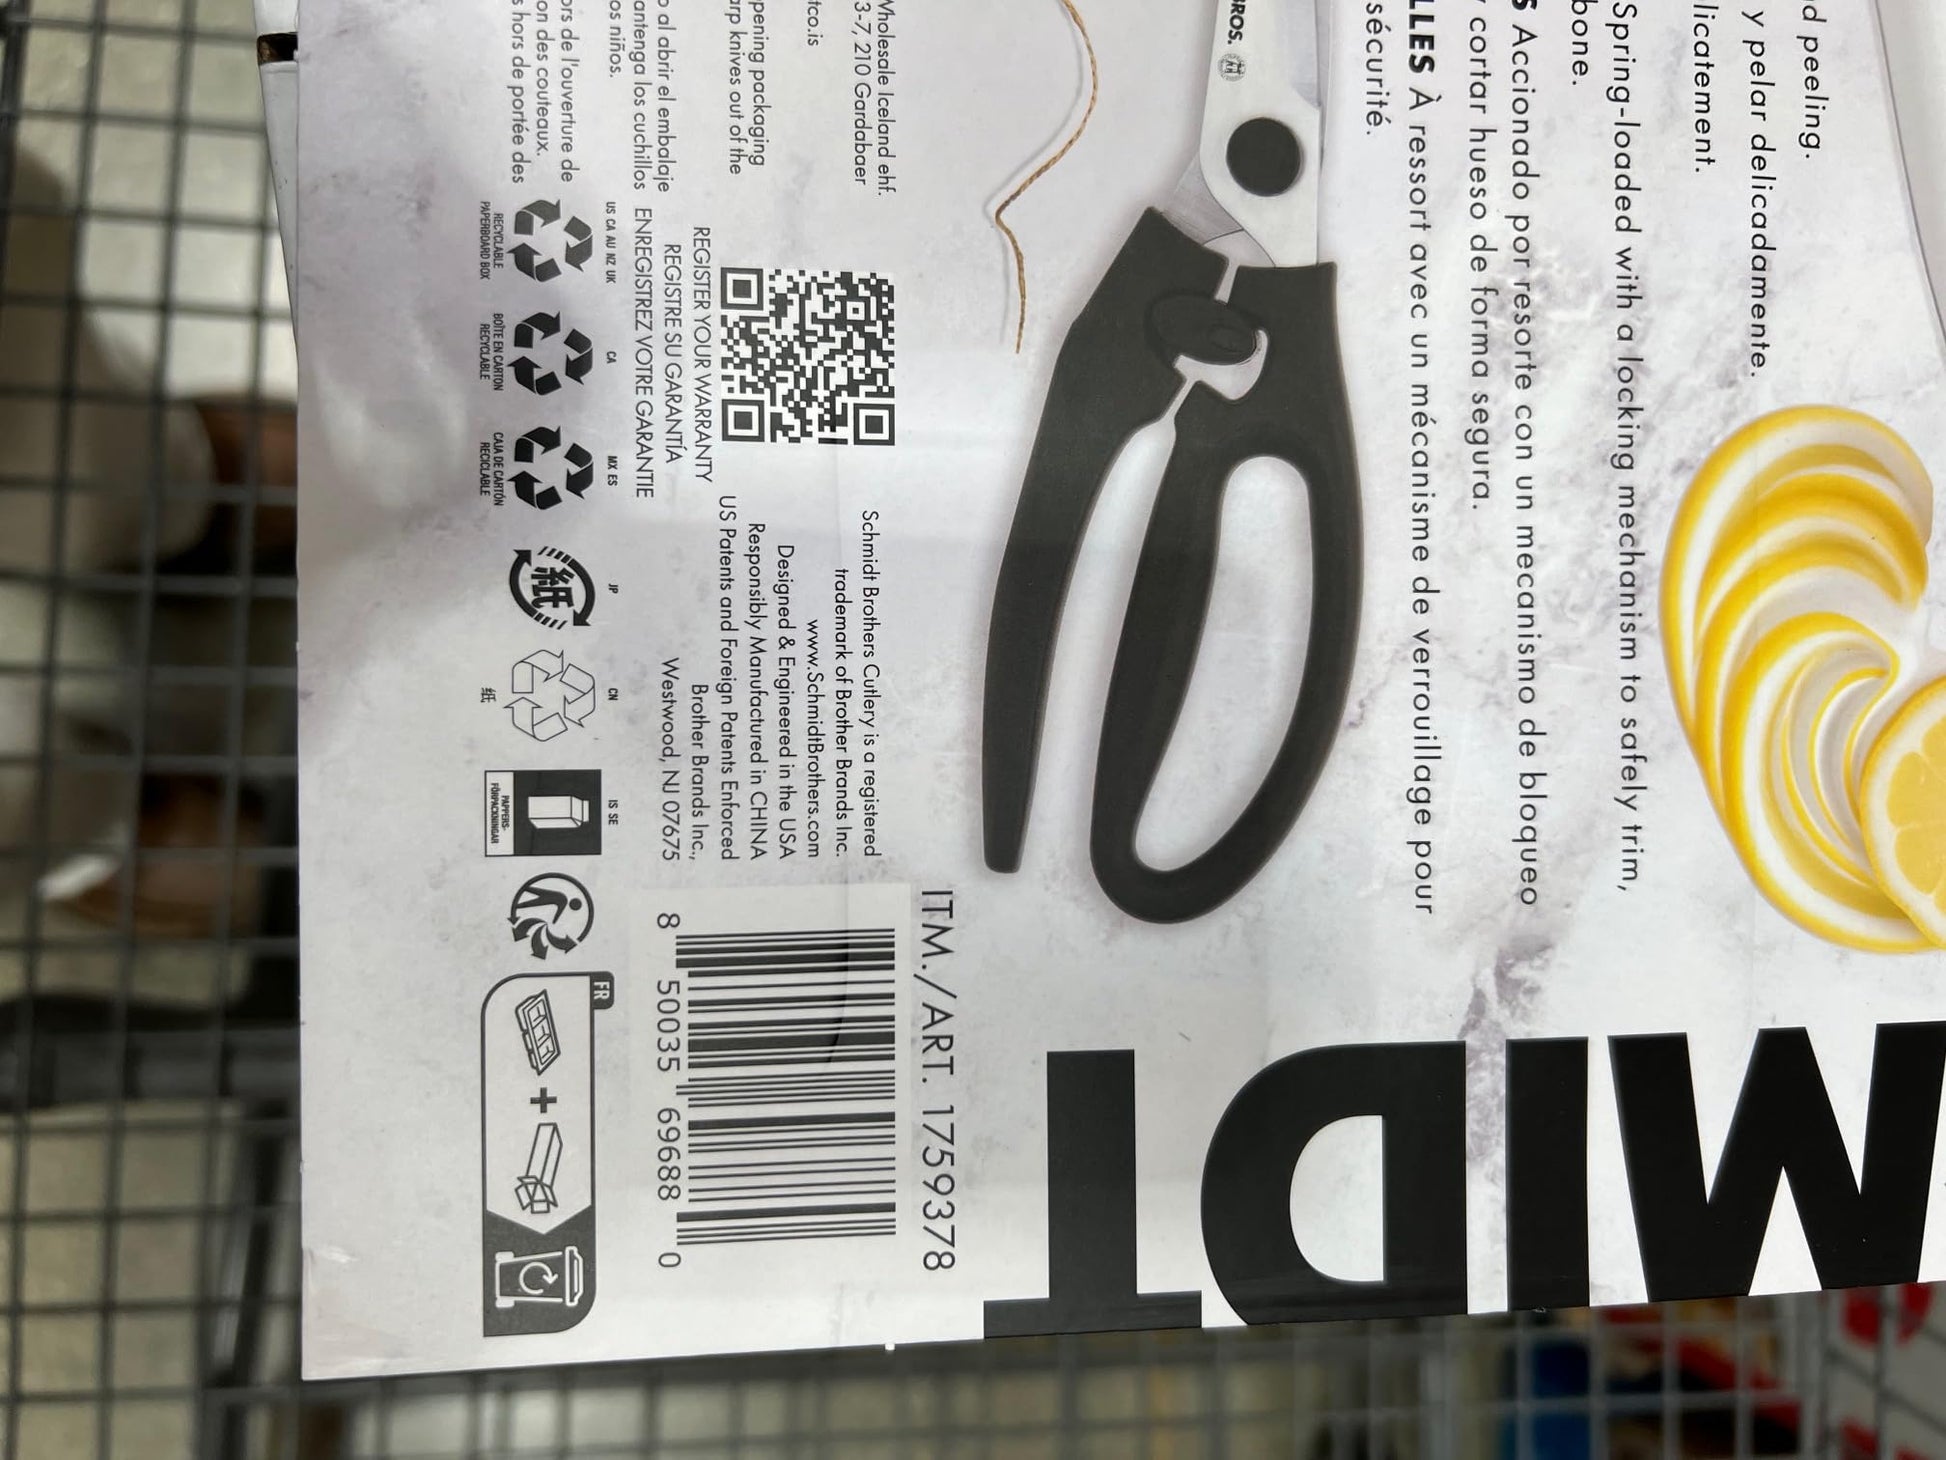 nd peeling.
y pelar delicadamente.
licatement.
Spring-loaded with a locking mechanism to safely trim,
bone.
S Accionado por resorte con un mecanismo de bloqueo
cortar hueso de forma segura.
LLES À ressort avec un mécanisme de verrouillage pour
sécurité.
BROS.
Wholesale Iceland ehf.
3-7, 210 Gardabaer
tco.is
pening packaging
arp knives out of the
o al abrir el embalaje
antenga los cuchillos
os niños.
ors de l'ouverture de
on des couteaux.
s hors de portée des
REGISTER YOUR WARRANTY
REGISTRE SU GARANTÍA
ENREGISTREZ VOTRE GARANTIE
Schmidt Brothers Cutlery is a registered
trademark of Brother Brands Inc.
www.SchmidtBrothers.com
Designed & Engineered in the USA
Responsibly Manufactured in CHINA
US Patents and Foreign Patents Enforced
Brother Brands Inc.,
Westwood, NJ 07675
ITM./ART. 1759378
8 50035 69688 0
US CA AU NZ UK
RECYCLABLE
PAPERBOARD BOX
CA
BOÎTE EN CARTON
RECYCLABLE
MX ES
CAJA DE CARTÓN
RECICLABLE
JP
紙
CN
纸
IS SE
PAPPERS-
FÖRPACKNINGAR
FR
MIDT